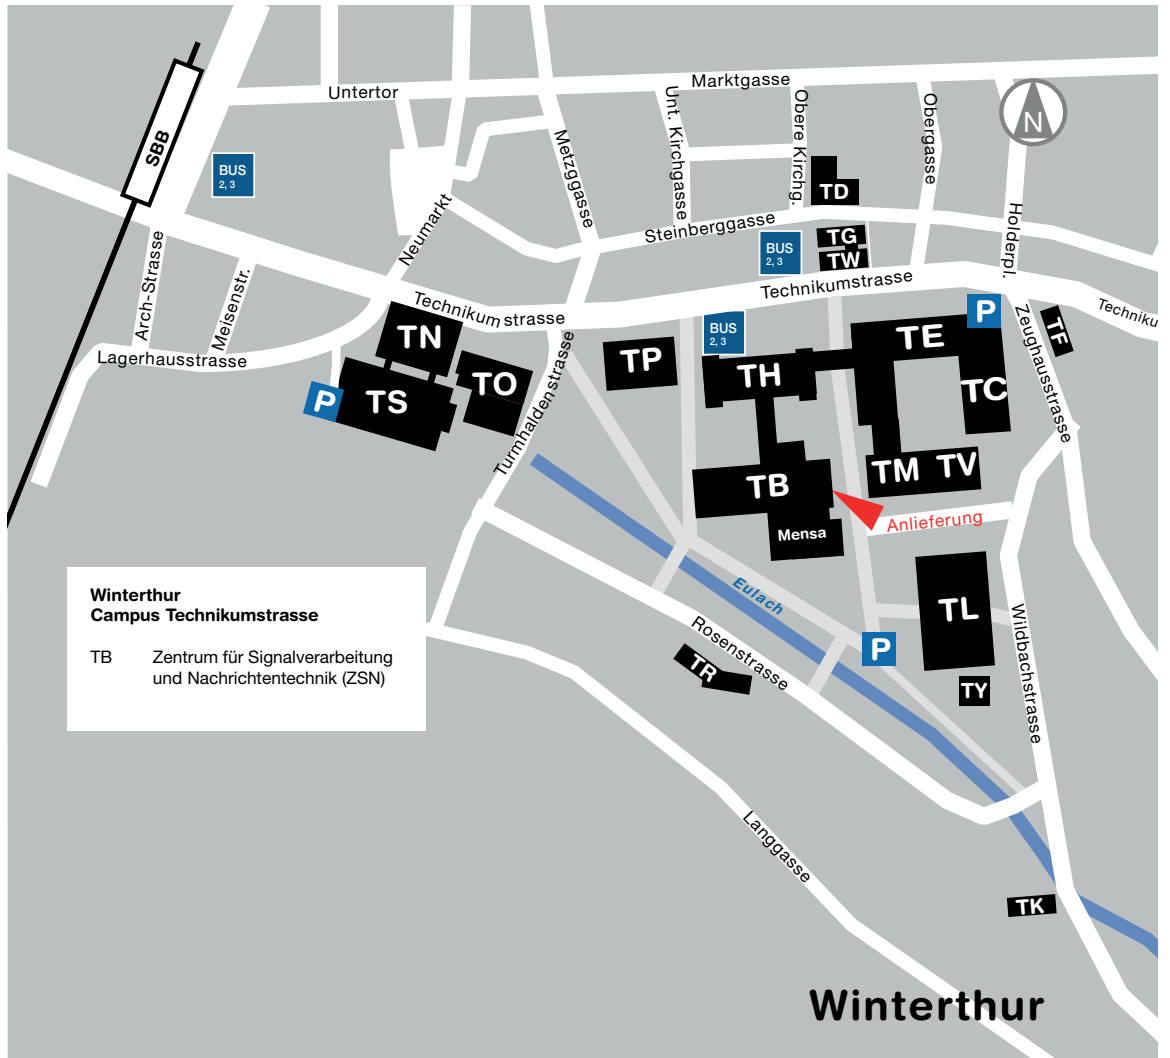 Marktgasse
Untertor
SBB
BUS
2, 3
Metzggasse
Unt. Kirchgasse
Obere Kirchg.
Obergasse
N
TD
Steinberggasse
Neumarkt
Holderpl.
TG
TW
BUS
2, 3
Technikumstrasse
Arch-Strasse
Meisenstr.
Technikumstrasse
P
Techniku
Lagerhausstrasse
TN
BUS
2, 3
TE
TF
Zeughausstrasse
TP
TH
TO
TC
P
TS
Turmhaldenstrasse
TM
TV
TB
Mensa
Anlieferung
Eulach
TL
Wildbachstrasse
Winterthur
Campus Technikumstrasse
TB Zentrum für Signalverarbeitung
und Nachrichtentechnik (ZSN)
Rosenstrasse
P
TR
TY
Langgasse
TK
Winterthur